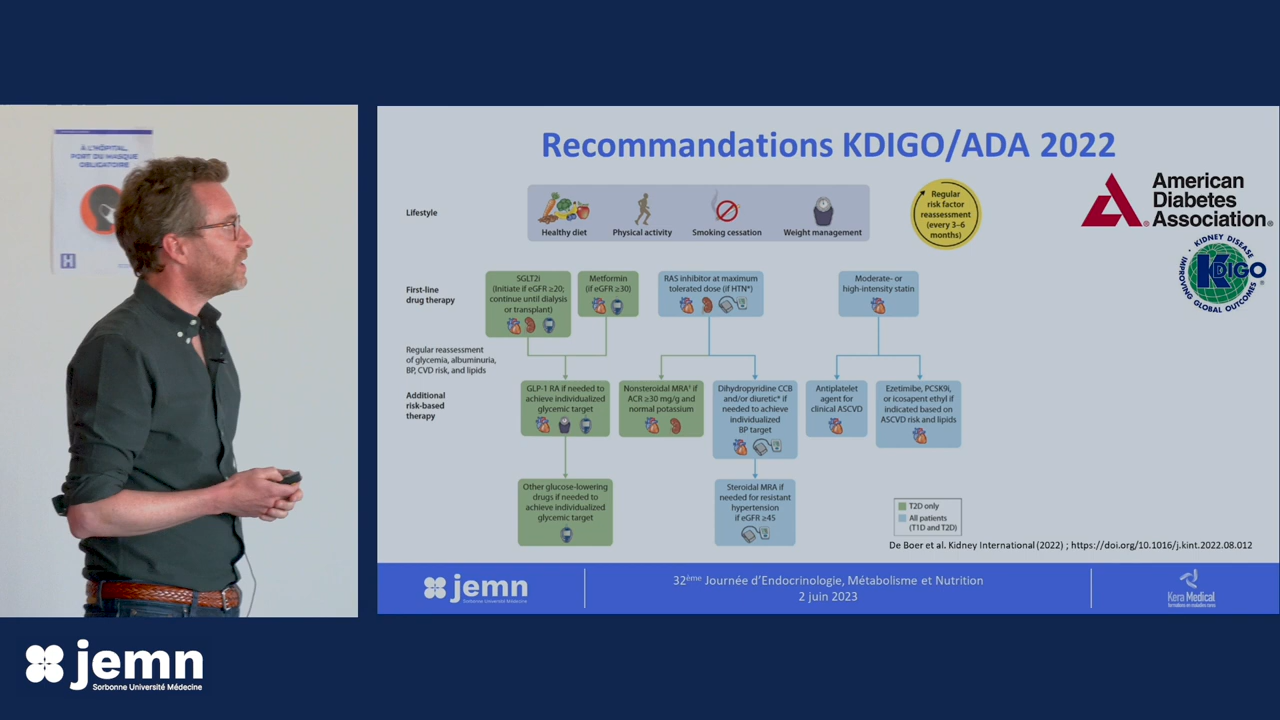 À L'HÔPITAL,
PORT DU MASQUE
OBLIGATOIRE
H
Recommandations KDIGO/ADA 2022
Lifestyle
Healthy diet
Physical activity
Smoking cessation
Weight management
Regular
risk factor
reassessment
(every 3–6
months)
American
Diabetes
Association®
KIDNEY DISEASE
KDIGO
IMPROVING GLOBAL OUTCOMES
First-line
drug therapy
SGLT2i
(Initiate if eGFR ≥20;
continue until dialysis
or transplant)
Metformin
(if eGFR ≥30)
RAS inhibitor at maximum
tolerated dose (if HTN*)
Moderate- or
high-intensity statin
Regular reassessment
of glycemia, albuminuria,
BP, CVD risk, and lipids
Additional
risk-based
therapy
GLP-1 RA if needed to
achieve individualized
glycemic target
Nonsteroidal MRA† if
ACR ≥30 mg/g and
normal potassium
Dihydropyridine CCB
and/or diuretic* if
needed to achieve
individualized
BP target
Antiplatelet
agent for
clinical ASCVD
Ezetimibe, PCSK9i,
or icosapent ethyl if
indicated based on
ASCVD risk and lipids
Other glucose-lowering
drugs if needed to
achieve individualized
glycemic target
Steroidal MRA if
needed for resistant
hypertension
if eGFR ≥45
T2D only
All patients
(T1D and T2D)
De Boer et al. Kidney International (2022) ; https://doi.org/10.1016/j.kint.2022.08.012
jemn
Sorbonne Université Médecine
32ème Journée d'Endocrinologie, Métabolisme et Nutrition
2 juin 2023
Kera Medical
formations en maladies rares
jemn
Sorbonne Université Médecine